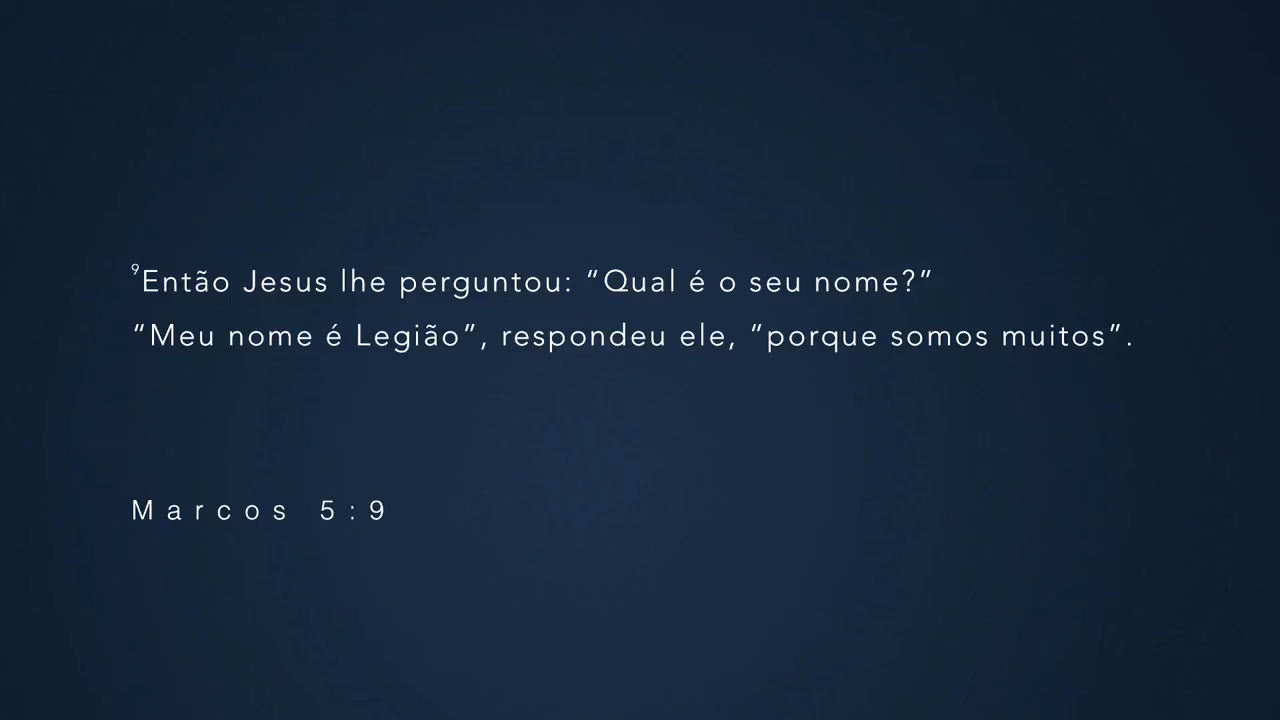 ⁹Então Jesus lhe perguntou: “Qual é o seu nome?”
“Meu nome é Legião”, respondeu ele, “porque somos muitos”.
Marcos 5:9